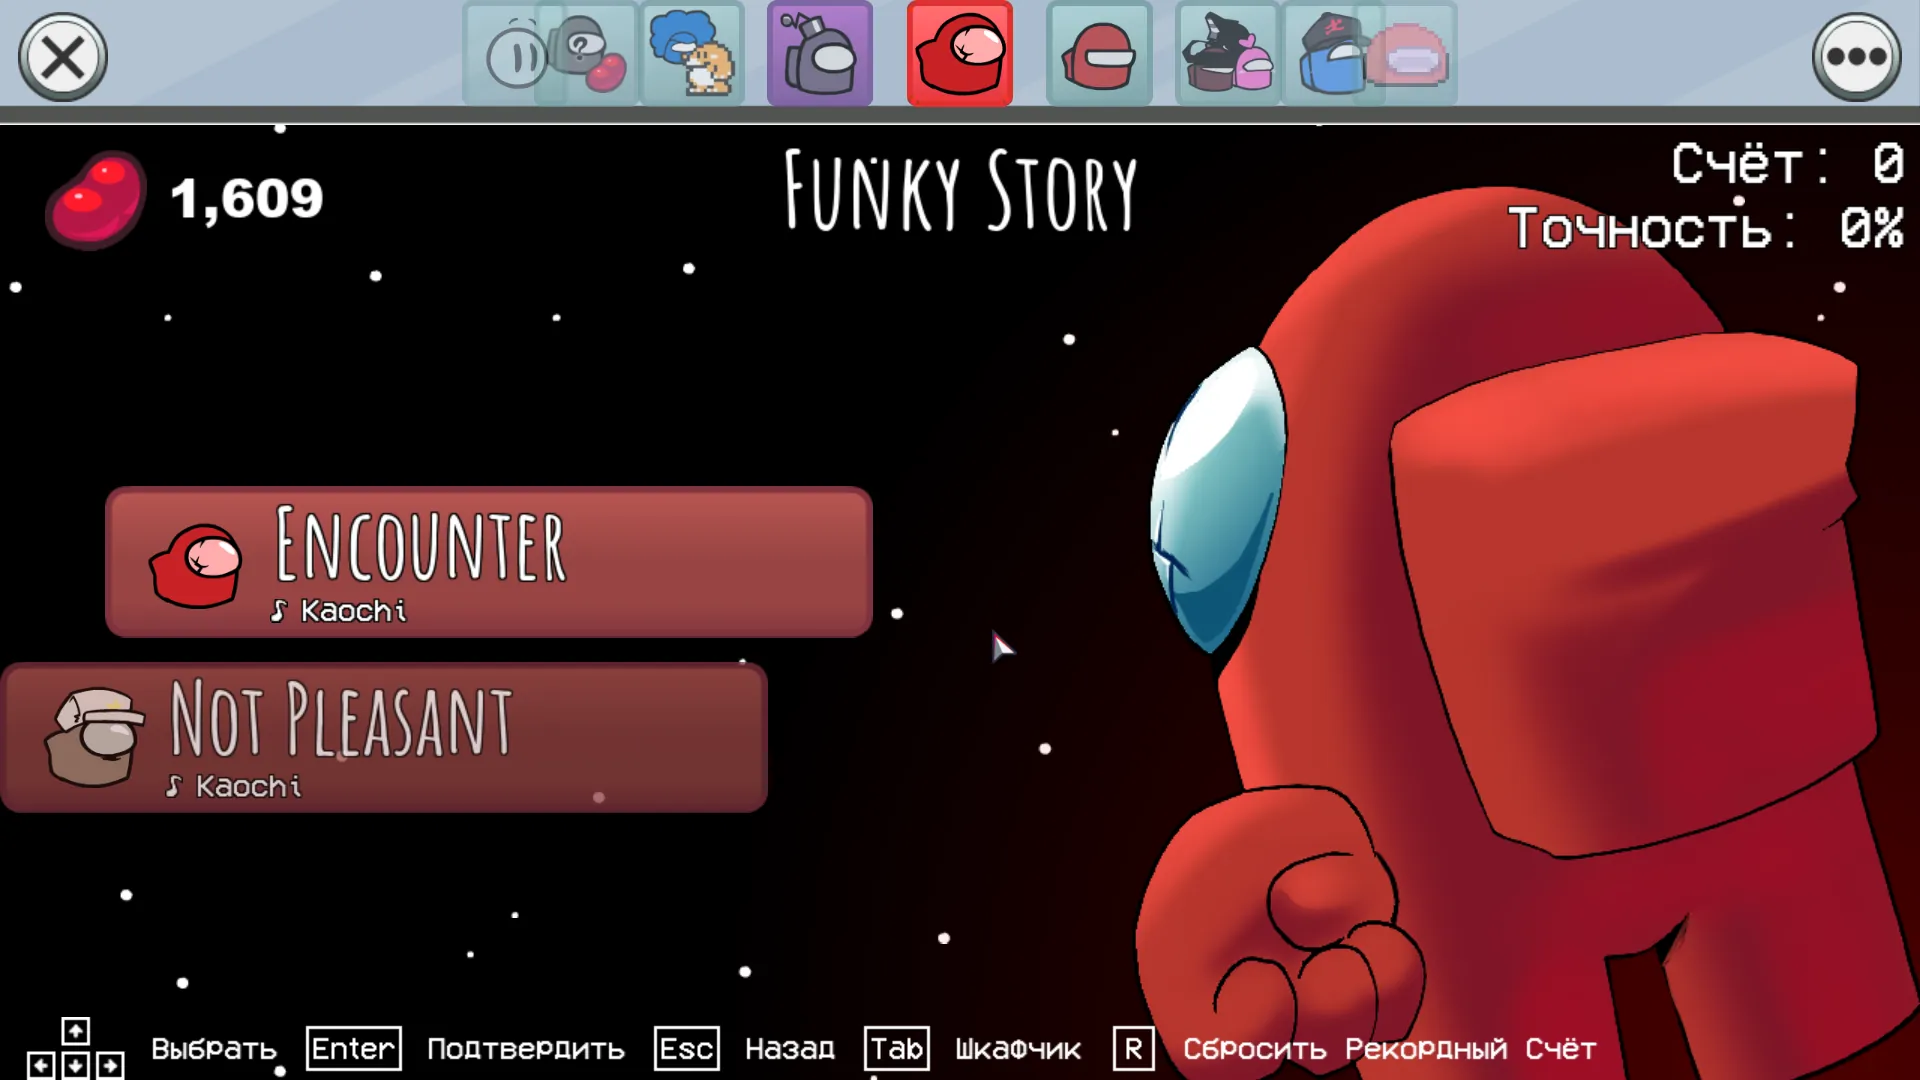 1,609
Funky Story
Счёт: 0
Точность: 0%
Encounter
♪ Kaochi
Not Pleasant
♪ Kaochi
Выбрать Enter Подтвердить Esc Назад Tab Шкафчик R Сбросить Рекордный Счёт